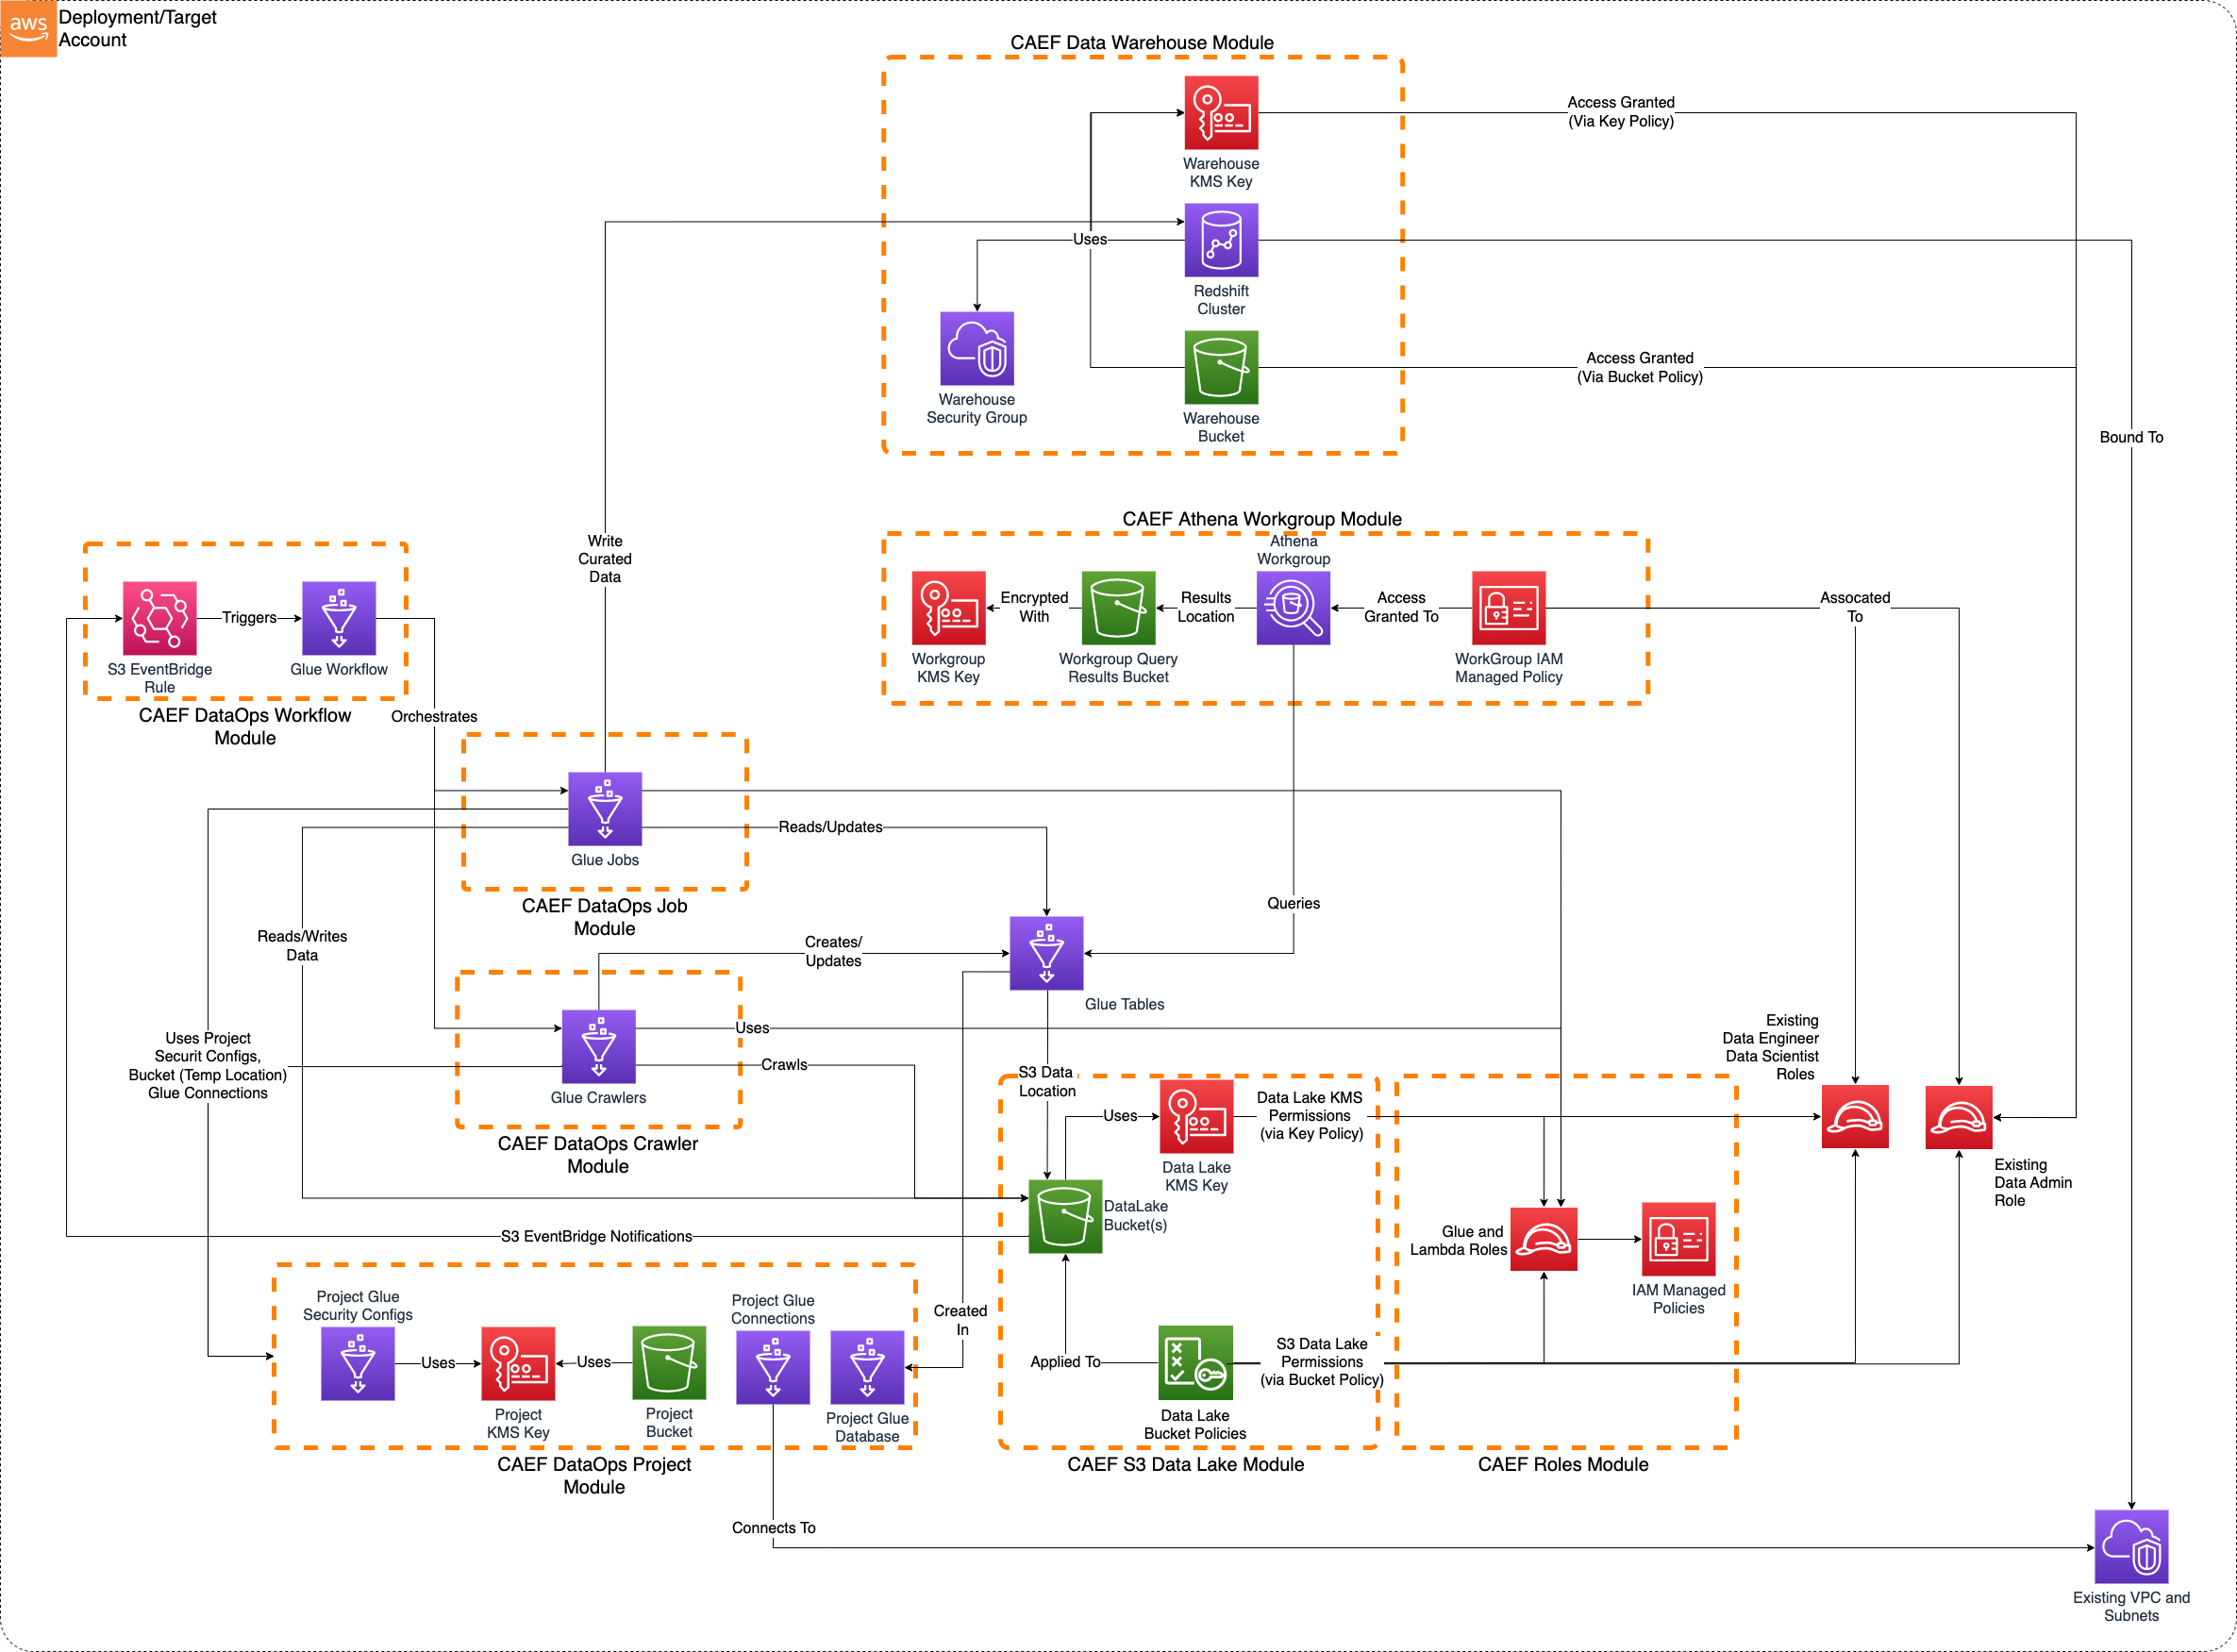 aws
Deployment/Target
Account
CAEF Data Warehouse Module
Warehouse
KMS Key
Access Granted
(Via Key Policy)
Uses
Redshift
Cluster
Warehouse
Security Group
Warehouse
Bucket
Access Granted
(Via Bucket Policy)
Bound To
CAEF Athena Workgroup Module
Athena
Workgroup
Write
Curated
Data
Encrypted
With
Results
Location
Access
Granted To
Assocated
To
Workgroup
KMS Key
Workgroup Query
Results Bucket
WorkGroup IAM
Managed Policy
Triggers
S3 EventBridge
Rule
Glue Workflow
CAEF DataOps Workflow
Module
Orchestrates
Glue Jobs
Reads/Updates
CAEF DataOps Job
Module
Queries
Reads/Writes
Data
Creates/
Updates
Glue Tables
Uses
Crawls
Glue Crawlers
CAEF DataOps Crawler
Module
Uses Project
Securit Configs,
Bucket (Temp Location)
Glue Connections
Existing
Data Engineer
Data Scientist
Roles
S3 Data
Location
Uses
Data Lake KMS
Permissions
(via Key Policy)
Data Lake
KMS Key
Existing
Data Admin
Role
DataLake
Bucket(s)
S3 EventBridge Notifications
Glue and
Lambda Roles
IAM Managed
Policies
Project Glue
Security Configs
Project Glue
Connections
Created
In
Uses
Uses
Project
KMS Key
Project
Bucket
Project Glue
Database
Applied To
S3 Data Lake
Permissions
(via Bucket Policy)
Data Lake
Bucket Policies
CAEF DataOps Project
Module
CAEF S3 Data Lake Module
CAEF Roles Module
Connects To
Existing VPC and
Subnets